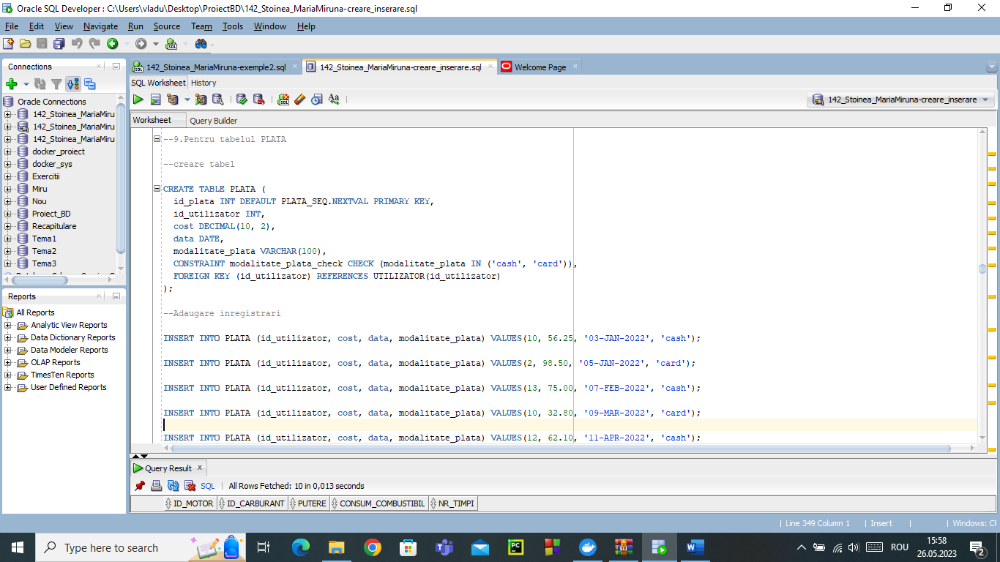 Oracle SQL Developer : C:\Users\vladu\Desktop\ProiectBD\142_Stoinea_MariaMiruna-creare_inserare.sql
File Edit View Navigate Run Source Team Tools Window Help
Connections
Oracle Connections
142_Stoinea_MariaMiru
142_Stoinea_MariaMiru
142_Stoinea_MariaMiru
docker_proiect
docker_sys
Exercitii
Miru
Nou
Proiect_BD
Recapitulare
Tema1
Tema2
Tema3
Reports
All Reports
Analytic View Reports
Data Dictionary Reports
Data Modeler Reports
OLAP Reports
TimesTen Reports
User Defined Reports
142_Stoinea_MariaMiruna-exemple2.sql
142_Stoinea_MariaMiruna-creare_inserare.sql
Welcome Page
SQL Worksheet History
142_Stoinea_MariaMiruna-creare_inserare
Worksheet Query Builder
--9.Pentru tabelul PLATA
--creare tabel
CREATE TABLE PLATA (
id_plata INT DEFAULT PLATA_SEQ.NEXTVAL PRIMARY KEY,
id_utilizator INT,
cost DECIMAL(10, 2),
data DATE,
modalitate_plata VARCHAR(100),
CONSTRAINT modalitate_plata_check CHECK (modalitate_plata IN ('cash', 'card')),
FOREIGN KEY (id_utilizator) REFERENCES UTILIZATOR(id_utilizator)
);
--Adaugare inregistrari
INSERT INTO PLATA (id_utilizator, cost, data, modalitate_plata) VALUES(10, 56.25, '03-JAN-2022', 'cash');
INSERT INTO PLATA (id_utilizator, cost, data, modalitate_plata) VALUES(2, 98.50, '05-JAN-2022', 'card');
INSERT INTO PLATA (id_utilizator, cost, data, modalitate_plata) VALUES(13, 75.00, '07-FEB-2022', 'cash');
INSERT INTO PLATA (id_utilizator, cost, data, modalitate_plata) VALUES(10, 32.80, '09-MAR-2022', 'card');
INSERT INTO PLATA (id_utilizator, cost, data, modalitate_plata) VALUES(12, 62.10, '11-APR-2022', 'cash');
Query Result
SQL | All Rows Fetched: 10 in 0,013 seconds
ID_MOTOR ID_CARBURANT PUTERE CONSUM_COMBUSTIBIL NR_TIMPI
Line 349 Column 1 | Insert | Windows: CF
Type here to search
ROU
15:58
26.05.2023
2